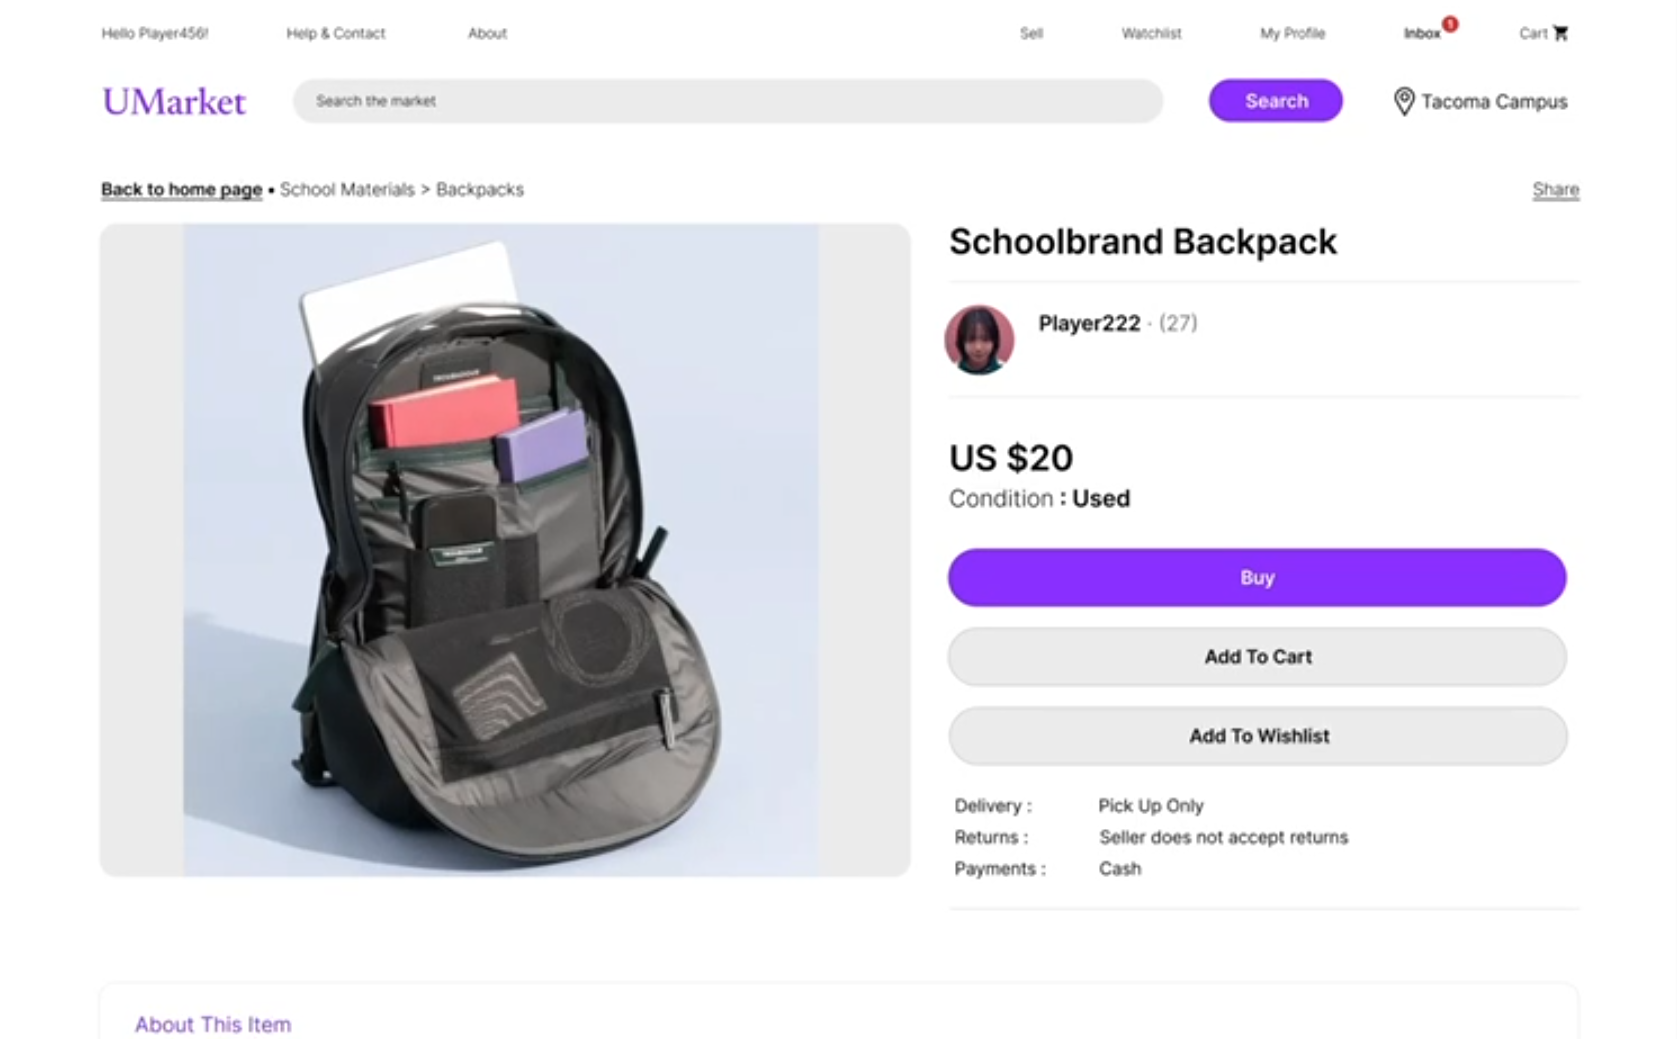 Hello Player456! Help & Contact About Sell Watchlist My Profile Inbox 1 Cart
UMarket Search the market Search Tacoma Campus
Back to home page • School Materials > Backpacks Share
Schoolbrand Backpack
Player222 · (27)
US $20
Condition : Used
Buy
Add To Cart
Add To Wishlist
Delivery : Pick Up Only
Returns : Seller does not accept returns
Payments : Cash
About This Item